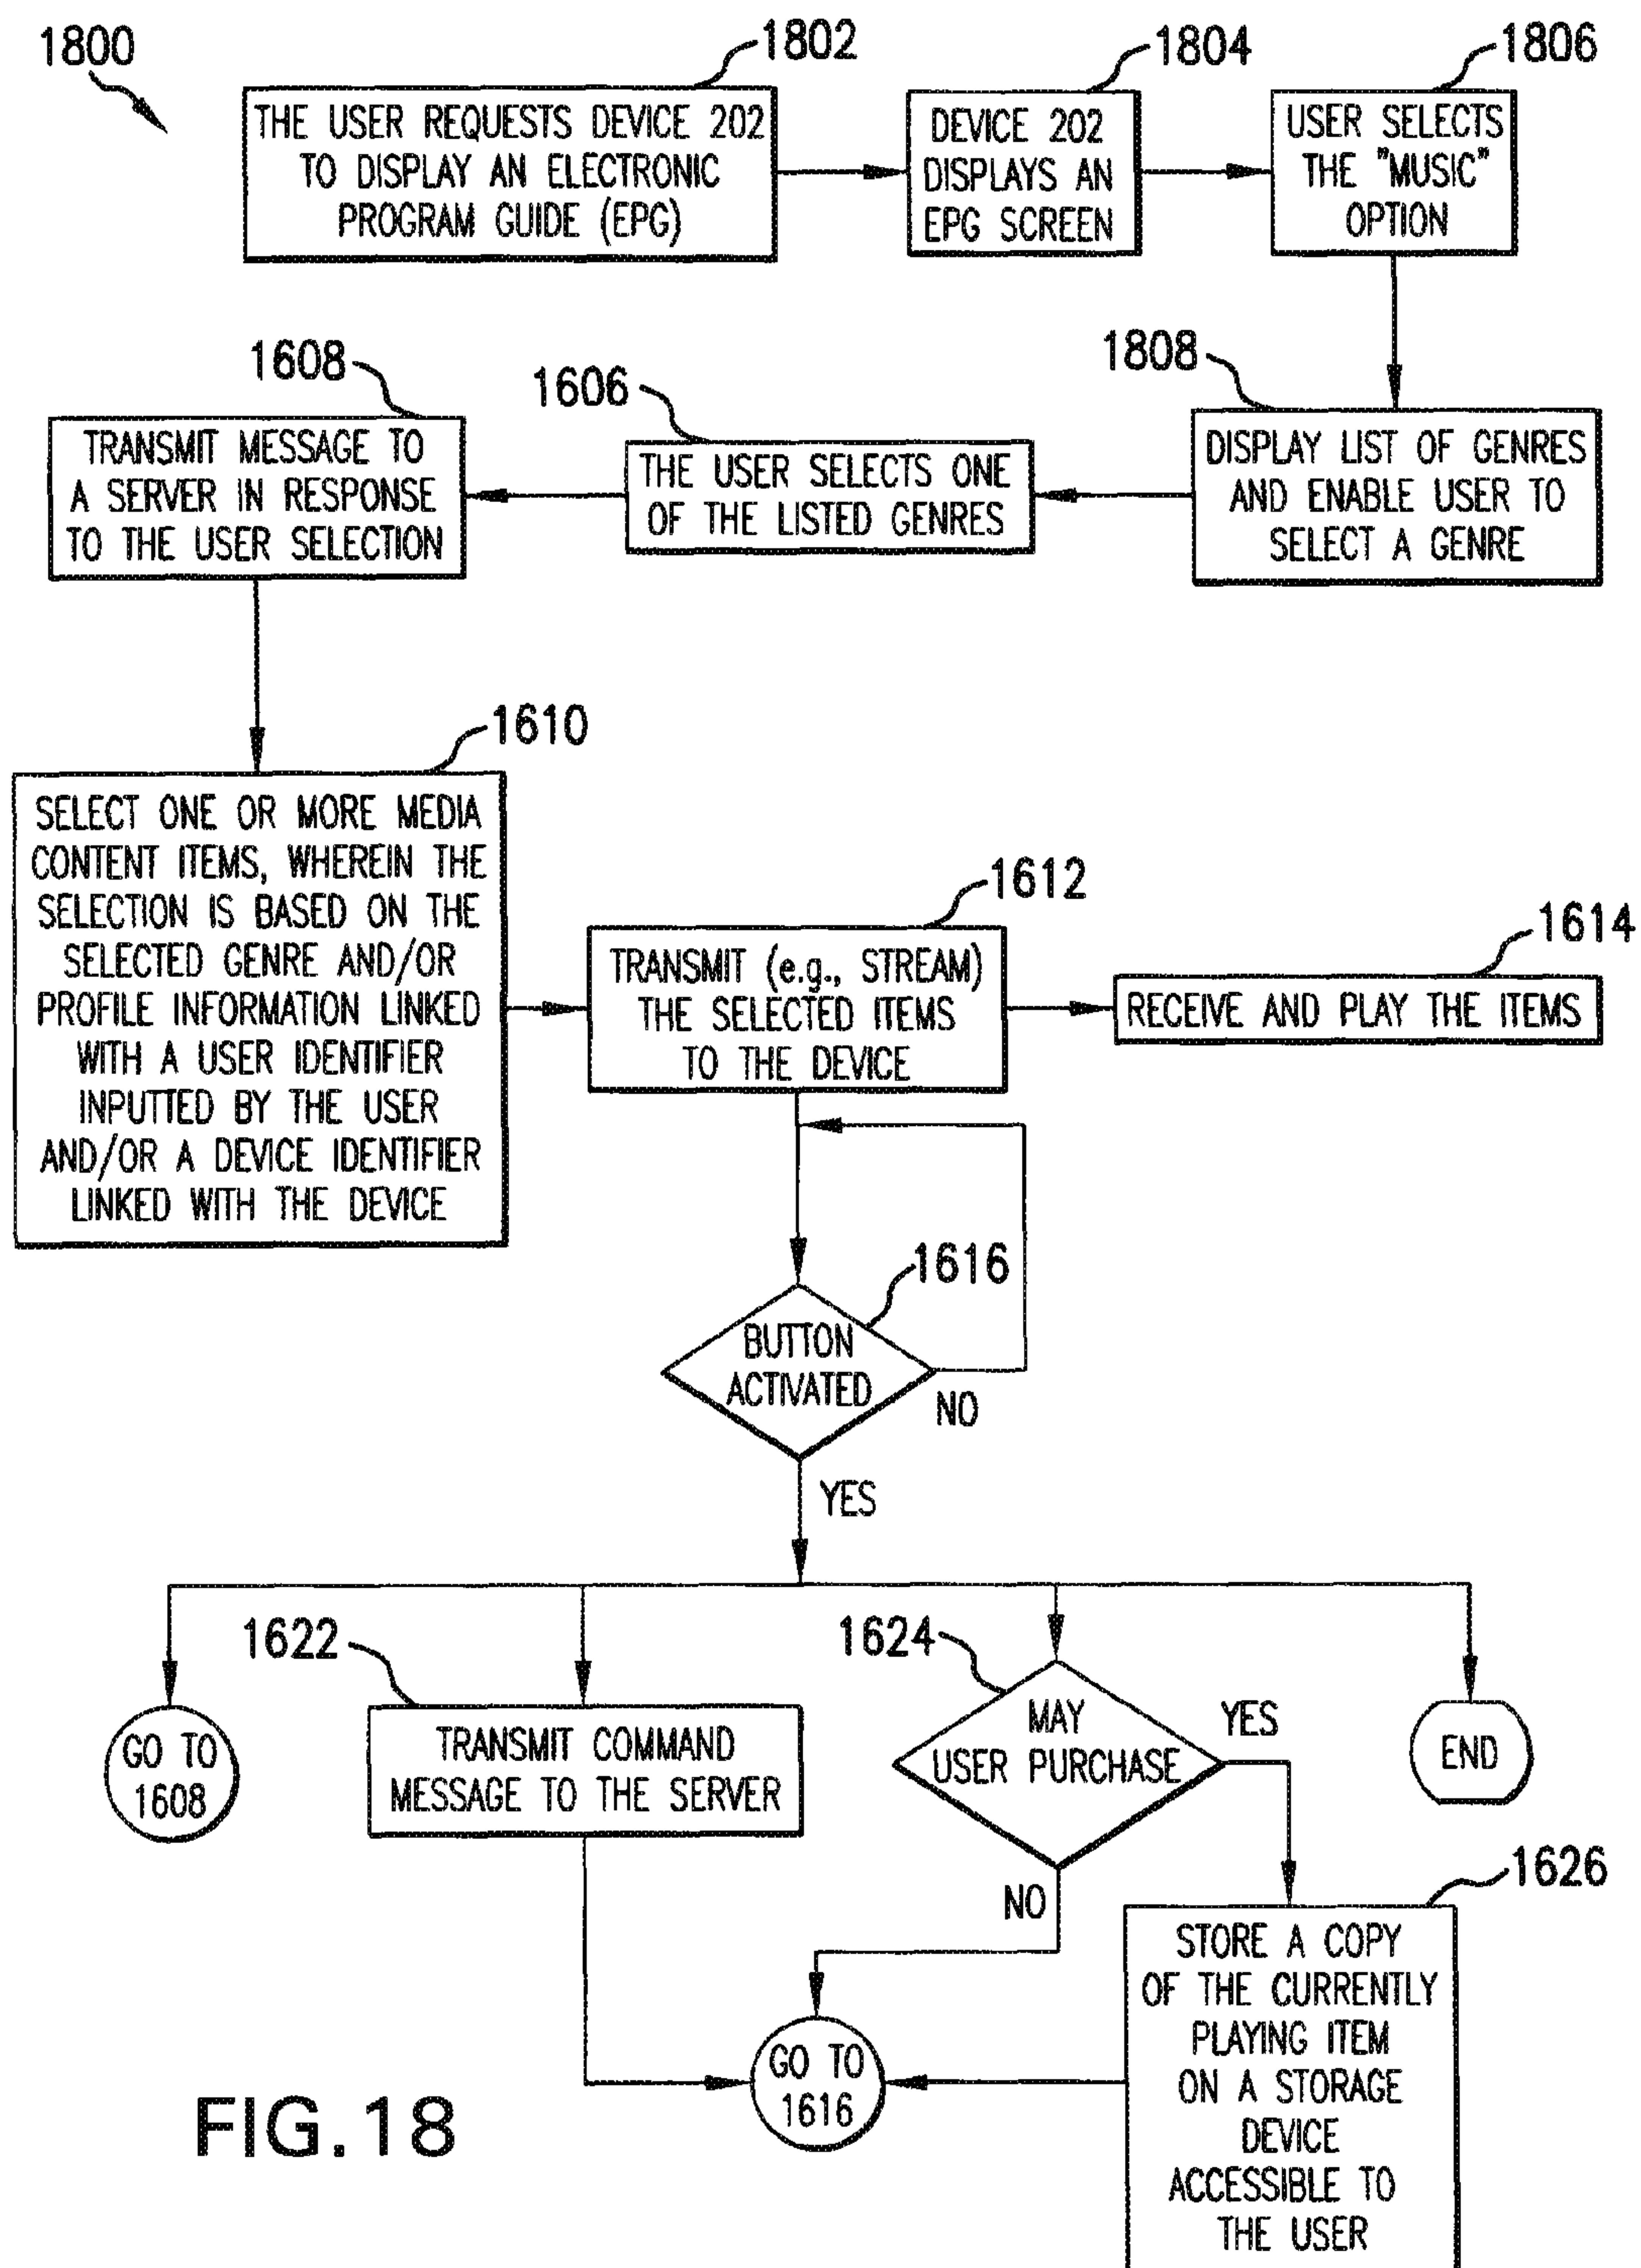 1800
1802
THE USER REQUESTS DEVICE 202
TO DISPLAY AN ELECTRONIC
PROGRAM GUIDE (EPG)
1804
DEVICE 202
DISPLAYS AN
EPG SCREEN
1806
USER SELECTS
THE "MUSIC"
OPTION
1808
DISPLAY LIST OF GENRES
AND ENABLE USER TO
SELECT A GENRE
1606
THE USER SELECTS ONE
OF THE LISTED GENRES
1608
TRANSMIT MESSAGE TO
A SERVER IN RESPONSE
TO THE USER SELECTION
1610
SELECT ONE OR MORE MEDIA
CONTENT ITEMS, WHEREIN THE
SELECTION IS BASED ON THE
SELECTED GENRE AND/OR
PROFILE INFORMATION LINKED
WITH A USER IDENTIFIER
INPUTTED BY THE USER
AND/OR A DEVICE IDENTIFIER
LINKED WITH THE DEVICE
1612
TRANSMIT (e.g., STREAM)
THE SELECTED ITEMS
TO THE DEVICE
1614
RECEIVE AND PLAY THE ITEMS
1616
BUTTON
ACTIVATED
NO
YES
GO TO
1608
1622
TRANSMIT COMMAND
MESSAGE TO THE SERVER
1624
MAY
USER PURCHASE
YES
NO
END
1626
STORE A COPY
OF THE CURRENTLY
PLAYING ITEM
ON A STORAGE
DEVICE
ACCESSIBLE TO
THE USER
GO TO
1616
FIG.18